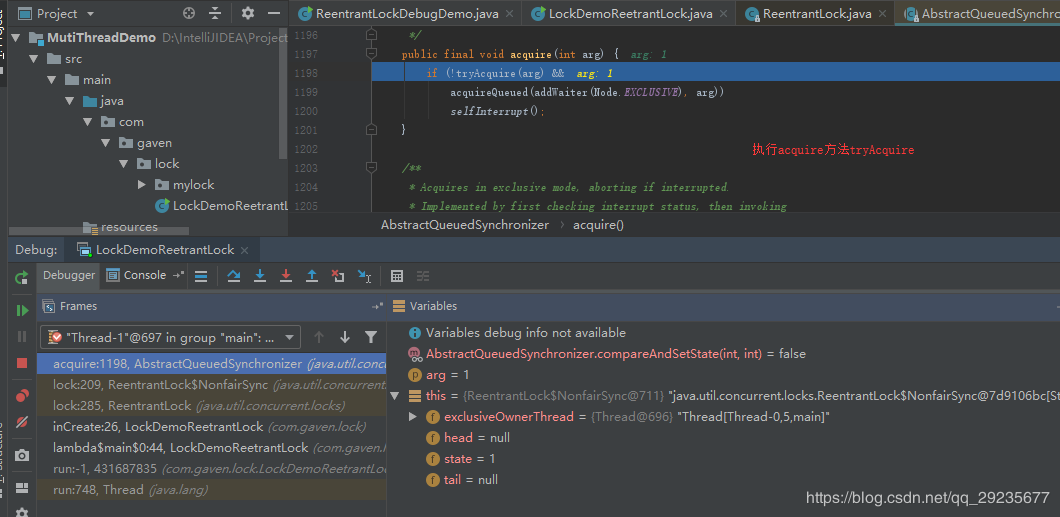 Project
ReentrantLockDebugDemo.java
LockDemoReetrantLock.java
ReentrantLock.java
AbstractQueuedSynchro
MutiThreadDemo D:\IntelliJIDEA\Project
src
main
java
com
gaven
lock
mylock
LockDemoReetrantL
resources
1196 */
1197 public final void acquire(int arg) { arg: 1
1198 if (!tryAcquire(arg) && arg: 1
1199 acquireQueued(addWaiter(Node.EXCLUSIVE), arg))
1200 selfInterrupt();
1201 }
1202
执行acquire方法tryAcquire
1203 /**
1204 * Acquires in exclusive mode, aborting if interrupted.
1205 * Implemented by first checking interrupt status, then invoking
AbstractQueuedSynchronizer acquire()
Debug: LockDemoReetrantLock
Debugger Console
Frames
Variables
"Thread-1"@697 in group "main": ...
acquire:1198, AbstractQueuedSynchronizer (java.util.conc
lock:209, ReentrantLock$NonfairSync (java.util.concurrent
lock:285, ReentrantLock (java.util.concurrent.locks)
inCreate:26, LockDemoReetrantLock (com.gaven.lock)
lambda$main$0:44, LockDemoReetrantLock (com.gaven.l
run:-1, 431687835 (com.gaven.lock.LockDemoReetrantLo
run:748, Thread (java.lang)
Variables debug info not available
AbstractQueuedSynchronizer.compareAndSetState(int, int) = false
arg = 1
this = {ReentrantLock$NonfairSync@711} "java.util.concurrent.locks.ReentrantLock$NonfairSync@7d9106bc[St
exclusiveOwnerThread = {Thread@696} "Thread[Thread-0,5,main]"
head = null
state = 1
tail = null
https://blog.csdn.net/qq_29235677